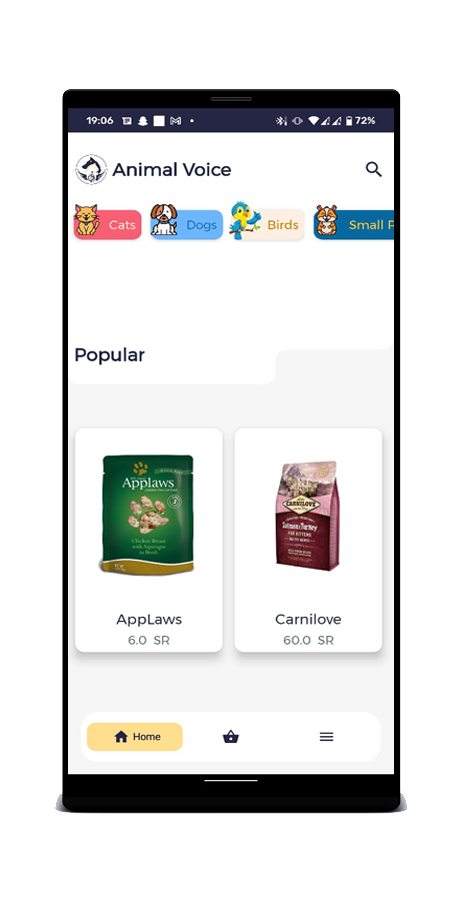 19:06
72%
Animal Voice
Cats
Dogs
Birds
Small P
Popular
Applaws
Chicken Breast
with Asparagus
in Broth
CARNILOVE
Salmon & Turkey
FOR KITTENS
AppLaws
Carnilove
6.0 SR
60.0 SR
Home